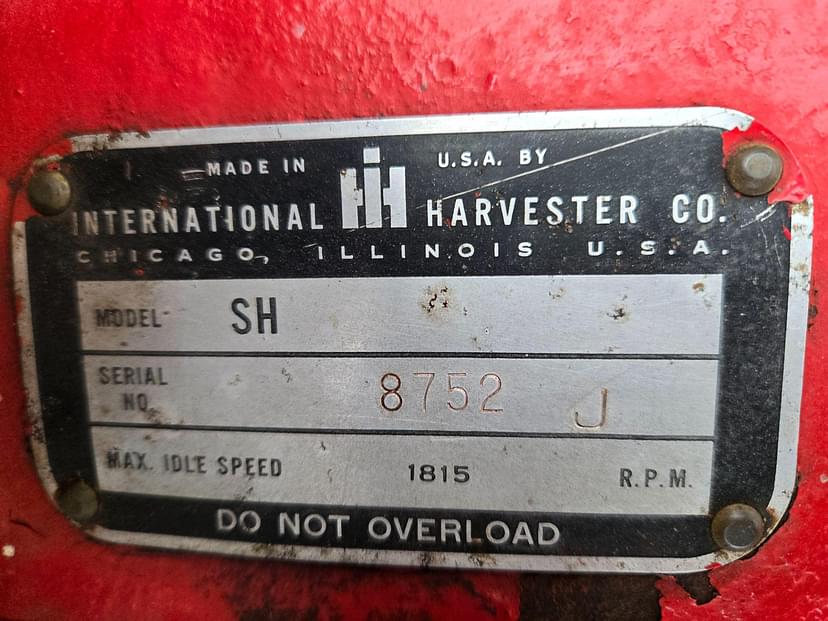 MADE IN IH U.S.A. BY
INTERNATIONAL HARVESTER CO.
CHICAGO, ILLINOIS U.S.A.
MODEL SH
SERIAL NO. 8752 J
MAX. IDLE SPEED 1815 R.P.M.
DO NOT OVERLOAD